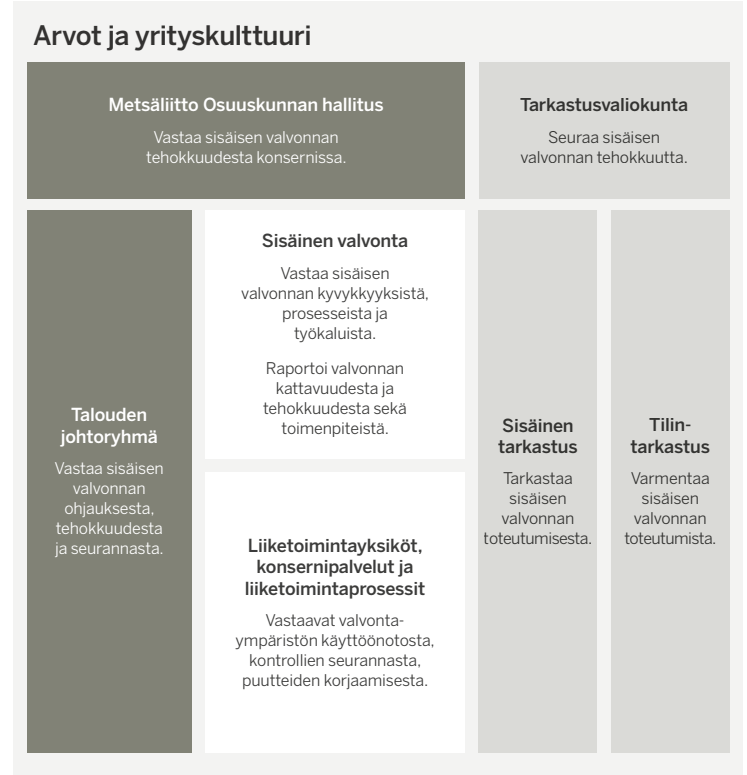 Arvot ja yrityskulttuuri
Metsäliitto Osuuskunnan hallitus
Vastaa sisäisen valvonnan
tehokkuudesta konsernissa.
Tarkastusvaliokunta
Seuraa sisäisen
valvonnan tehokkuutta.
Talouden
johtoryhmä
Vastaa sisäisen
valvonnan
ohjauksesta,
tehokkuudesta
ja seurannasta.
Sisäinen valvonta
Vastaa sisäisen
valvonnan kyvykkyyksistä,
prosesseista ja
työkaluista.
Raportoi valvonnan
kattavuudesta ja
tehokkuudesta sekä
toimenpiteistä.
Liiketoimintayksiköt,
konsernipalvelut ja
liiketoimintaprosessit
Vastaavat valvonta-
ympäristön käyttöönotosta,
kontrollien seurannasta,
puutteiden korjaamisesta.
Sisäinen
tarkastus
Tarkastaa
sisäisen
valvonnan
toteutumisesta.
Tilin-
tarkastus
Varmentaa
sisäisen
valvonnan
toteutumista.